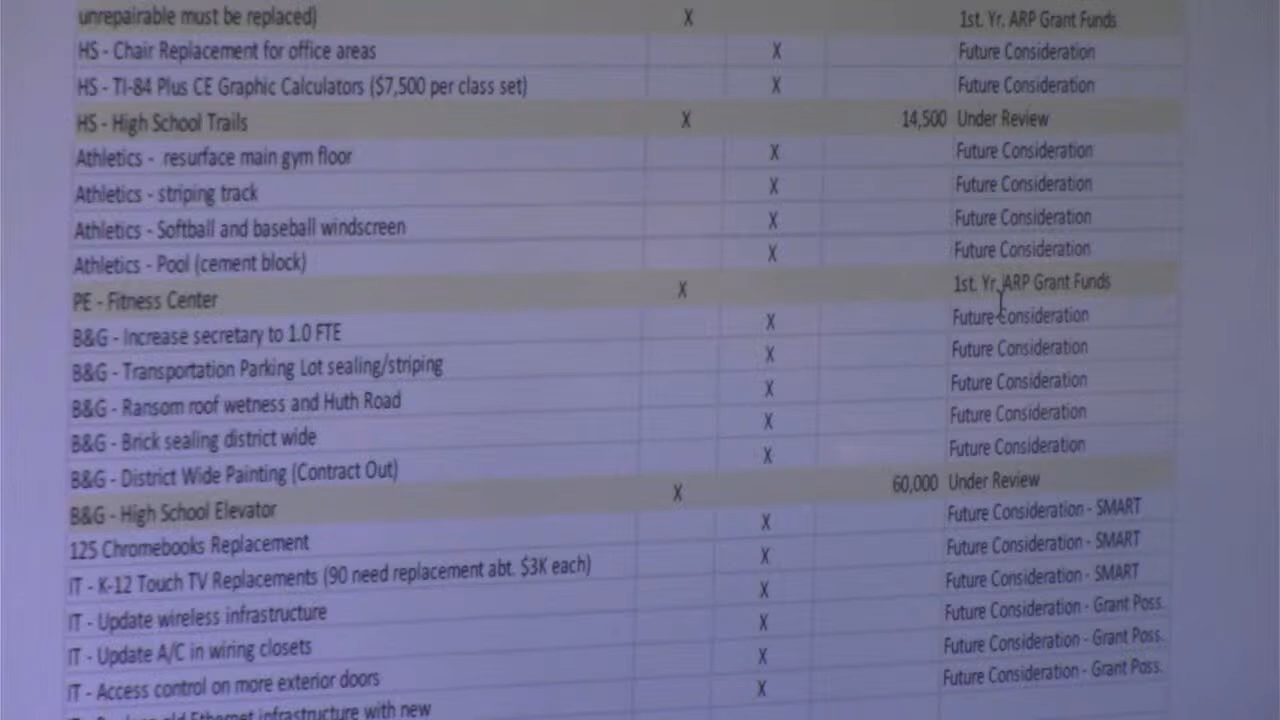 unrepairable must be replaced) X 1st. Yr. ARP Grant Funds
HS - Chair Replacement for office areas X Future Consideration
HS - TI-84 Plus CE Graphic Calculators ($7,500 per class set) X Future Consideration
HS - High School Trails X 14,500 Under Review
Athletics - resurface main gym floor X Future Consideration
Athletics - striping track X Future Consideration
Athletics - Softball and baseball windscreen X Future Consideration
Athletics - Pool (cement block) X Future Consideration
PE - Fitness Center X 1st. Yr. ARP Grant Funds
B&G - Increase secretary to 1.0 FTE X Future Consideration
B&G - Transportation Parking Lot sealing/striping X Future Consideration
B&G - Ransom roof wetness and Huth Road X Future Consideration
B&G - Brick sealing district wide X Future Consideration
B&G - District Wide Painting (Contract Out) X Future Consideration
B&G - High School Elevator X 60,000 Under Review
125 Chromebooks Replacement X Future Consideration - SMART
IT - K-12 Touch TV Replacements (90 need replacement abt. $3K each) X Future Consideration - SMART
IT - Update wireless infrastructure X Future Consideration - SMART
IT - Update A/C in wiring closets X Future Consideration - Grant Poss.
IT - Access control on more exterior doors X Future Consideration - Grant Poss.
old Ethernet infrastructure with new X Future Consideration - Grant Poss.